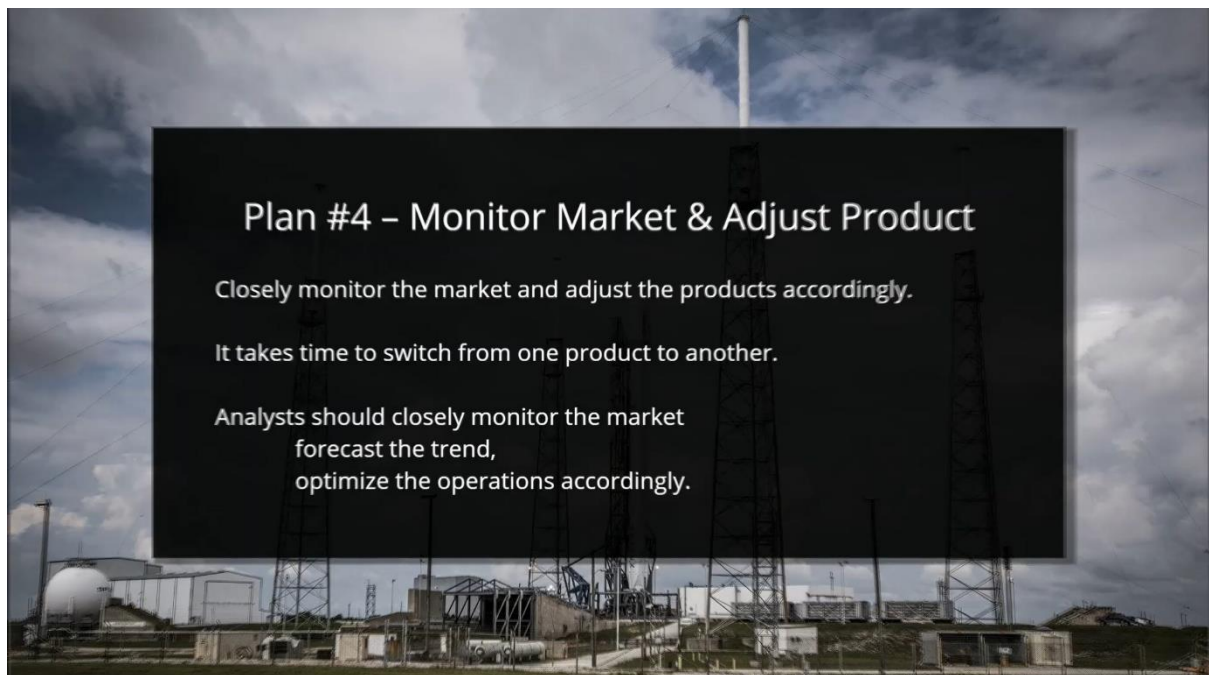 Plan #4 – Monitor Market & Adjust Product
Closely monitor the market and adjust the products accordingly.
It takes time to switch from one product to another.
Analysts should closely monitor the market
forecast the trend,
optimize the operations accordingly.